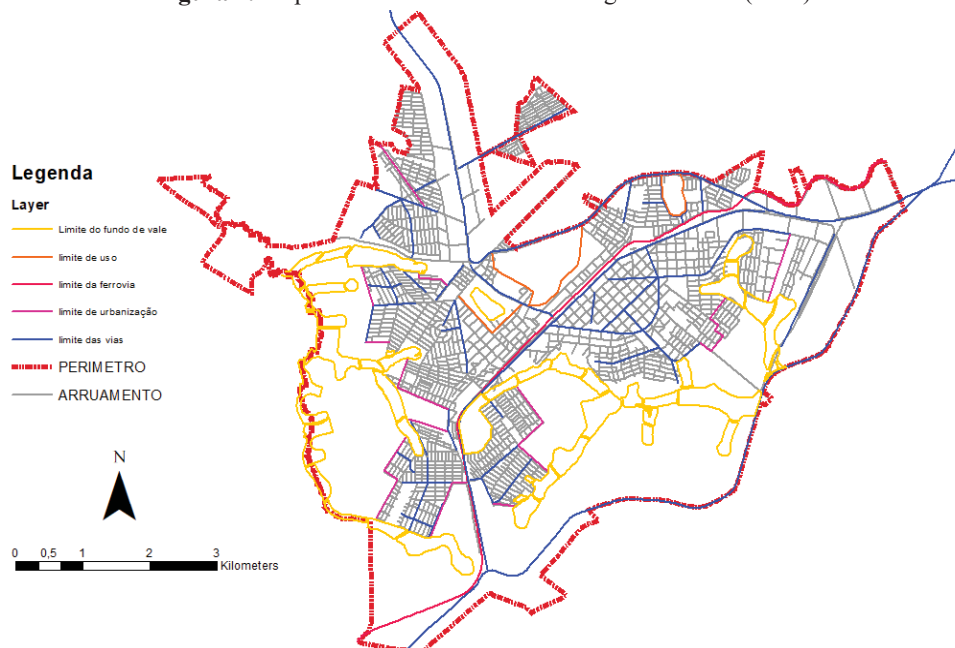 Legenda
Layer
Limite do fundo de vale
limite de uso
limite da ferrovia
limite de urbanização
limite das vias
PERIMETRO
ARRUAMENTO
N
0 0,5 1 2 3
Kilometers